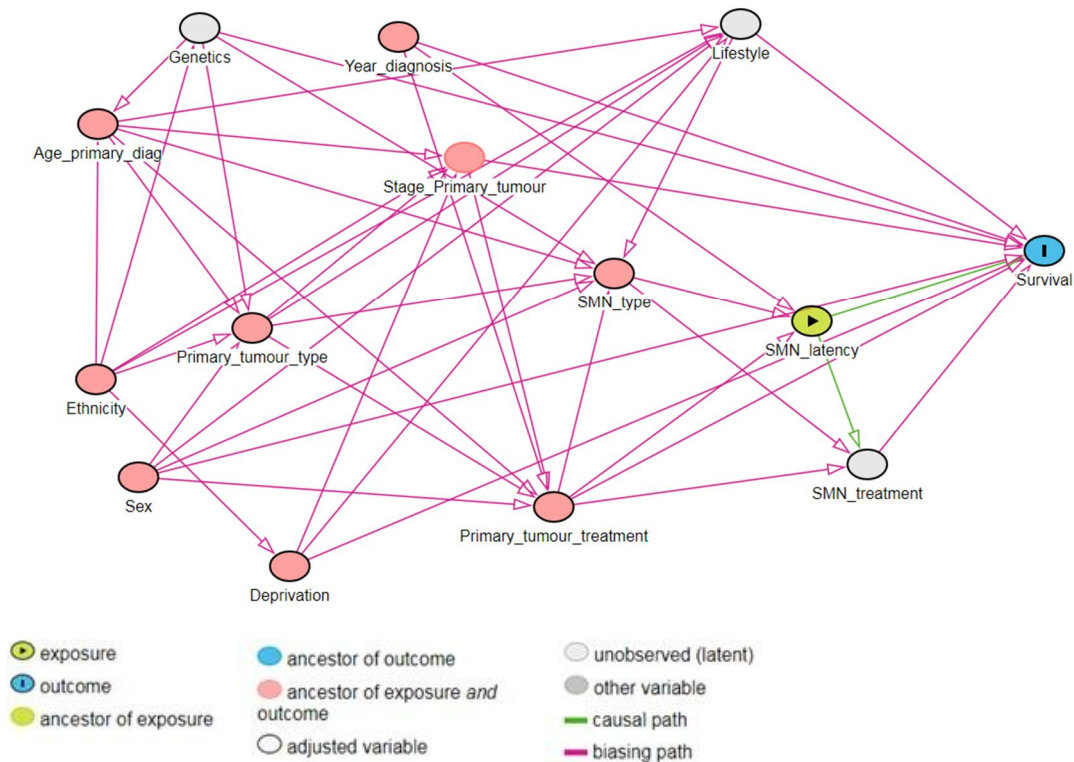 Genetics
Year_diagnosis
Lifestyle
Age_primary_diag
Stage_Primary_tumour
Survival
SMN_type
SMN_latency
Primary_tumour_type
Ethnicity
SMN_treatment
Sex
Primary_tumour_treatment
Deprivation
exposure
outcome
ancestor of exposure
ancestor of outcome
ancestor of exposure and
outcome
adjusted variable
unobserved (latent)
other variable
causal path
biasing path